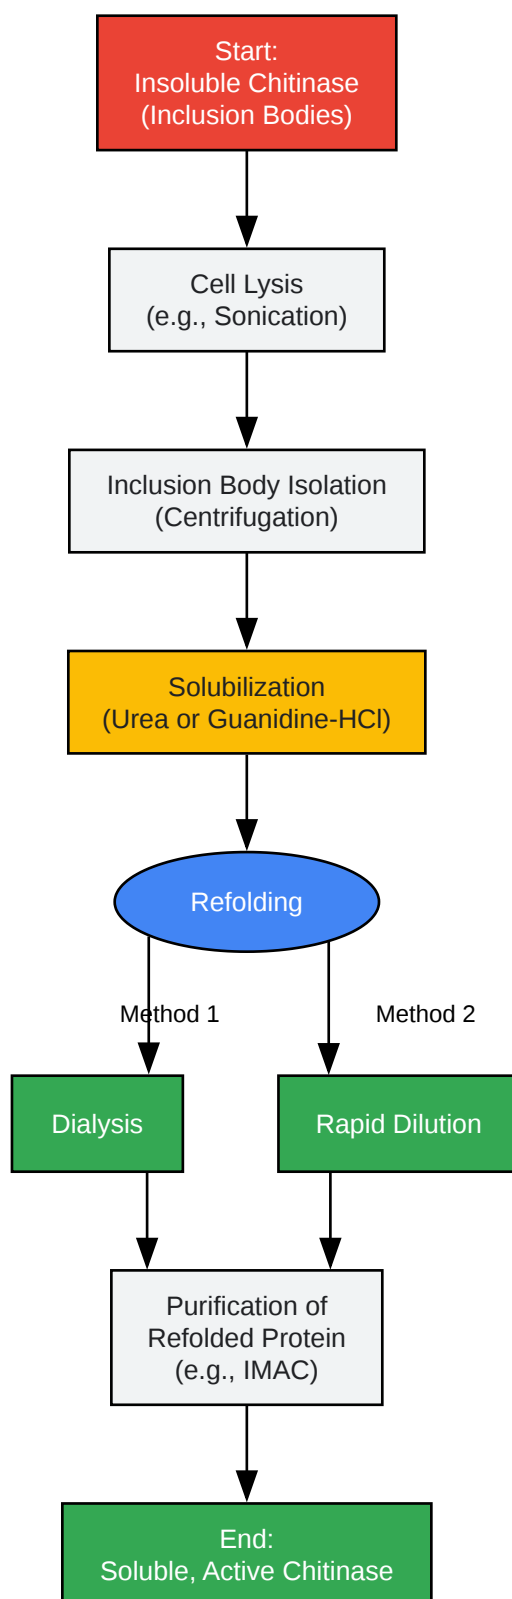 Start:
Insoluble Chitinase
(Inclusion Bodies)
Cell Lysis
(e.g., Sonication)
Inclusion Body Isolation
(Centrifugation)
Solubilization
(Urea or Guanidine-HCl)
Refolding
Method 1
Method 2
Dialysis
Rapid Dilution
Purification of
Refolded Protein
(e.g., IMAC)
End:
Soluble, Active Chitinase